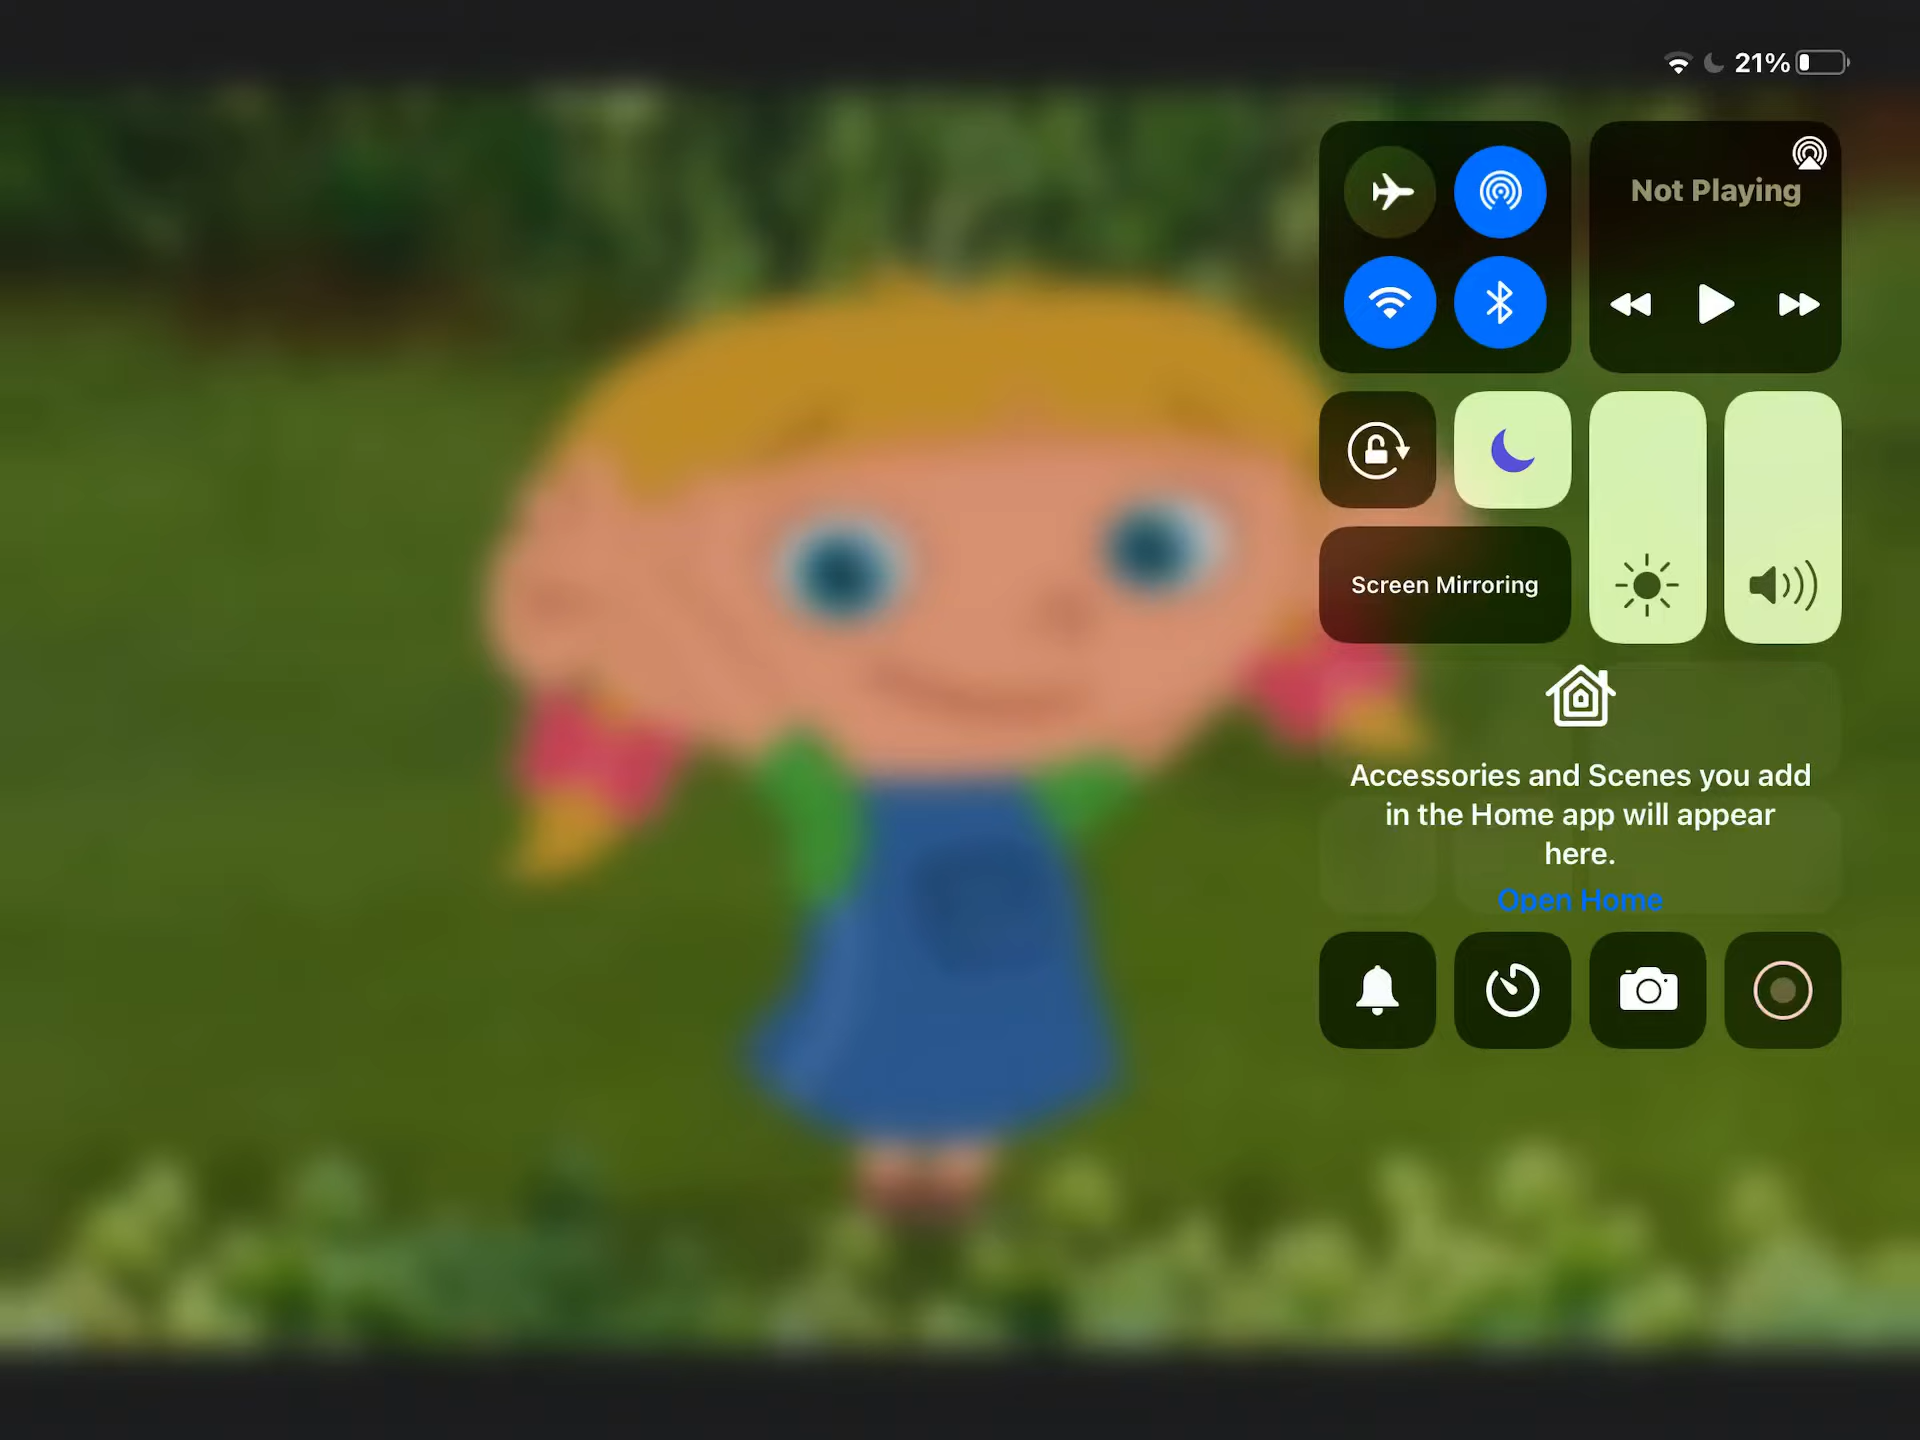 21%
Not Playing
Screen Mirroring
Accessories and Scenes you add
in the Home app will appear
here.
Open Home